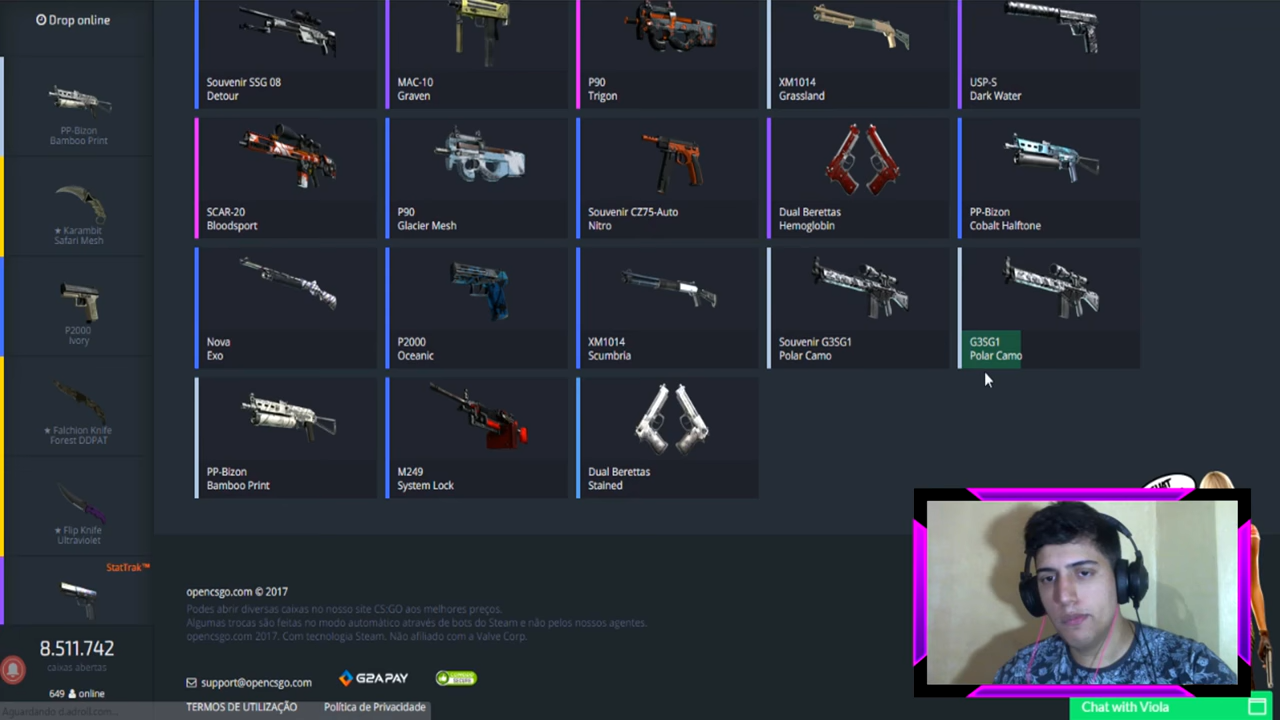 Drop online
PP-Bizon
Bamboo Print
★ Karambit
Safari Mesh
P2000
Ivory
★ Falchion Knife
Forest DDPAT
★ Flip Knife
Ultraviolet
StatTrak™
8.511.742
caixas abertas
649 online
Aguardando d.adroll.com...
Souvenir SSG 08
Detour
MAC-10
Graven
P90
Trigon
XM1014
Grassland
USP-S
Dark Water
SCAR-20
Bloodsport
P90
Glacier Mesh
Souvenir CZ75-Auto
Nitro
Dual Berettas
Hemoglobin
PP-Bizon
Cobalt Halftone
Nova
Exo
P2000
Oceanic
XM1014
Scumbria
Souvenir G3SG1
Polar Camo
G3SG1
Polar Camo
PP-Bizon
Bamboo Print
M249
System Lock
Dual Berettas
Stained
opencsgo.com © 2017
Podes abrir diversas caixas no nosso site CS:GO aos melhores preços.
Algumas trocas são feitas no modo automático através de bots do Steam e não pelos nossos agentes.
opencsgo.com 2017. Com tecnologia Steam. Não afiliado com a Valve Corp.
support@opencsgo.com
G2A PAY
COMODO
SECURE
TERMOS DE UTILIZAÇÃO
Política de Privacidade
Chat with Viola